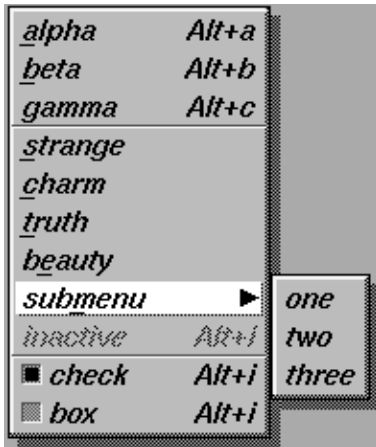 alpha Alt+a
beta Alt+b
gamma Alt+c
strange
charm
truth
beauty
submenu
one
inactive Alt+i
two
check Alt+i
three
box Alt+i